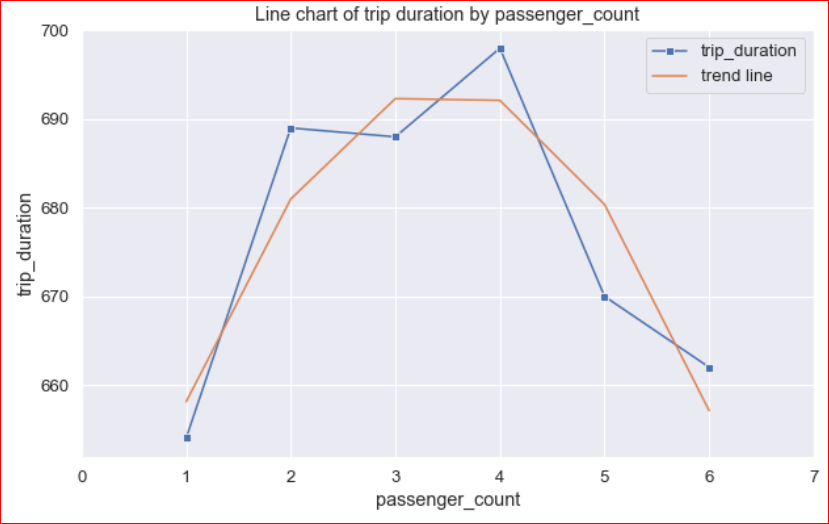 Line chart of trip duration by passenger_count
trip_duration
trend line
700
690
680
670
660
trip_duration
0 1 2 3 4 5 6 7
passenger_count